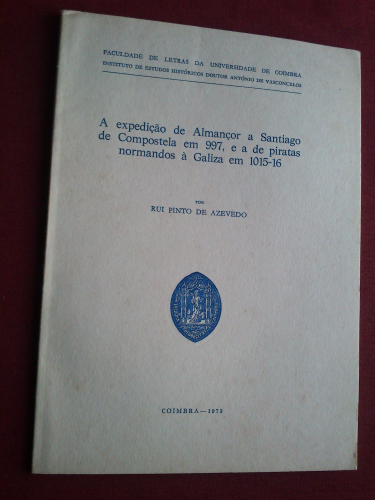 FACULDADE DE LETRAS DA UNIVERSIDADE DE COIMBRA
INSTITUTO DE ESTUDOS HISTÓRICOS DOUTOR ANTÓNIO DE VASCONCELOS
A expedição de Almançor a Santiago
de Compostela em 997, e a de piratas
normandos à Galiza em 1015-16
POR
RUI PINTO DE AZEVEDO
COIMBRA—1973